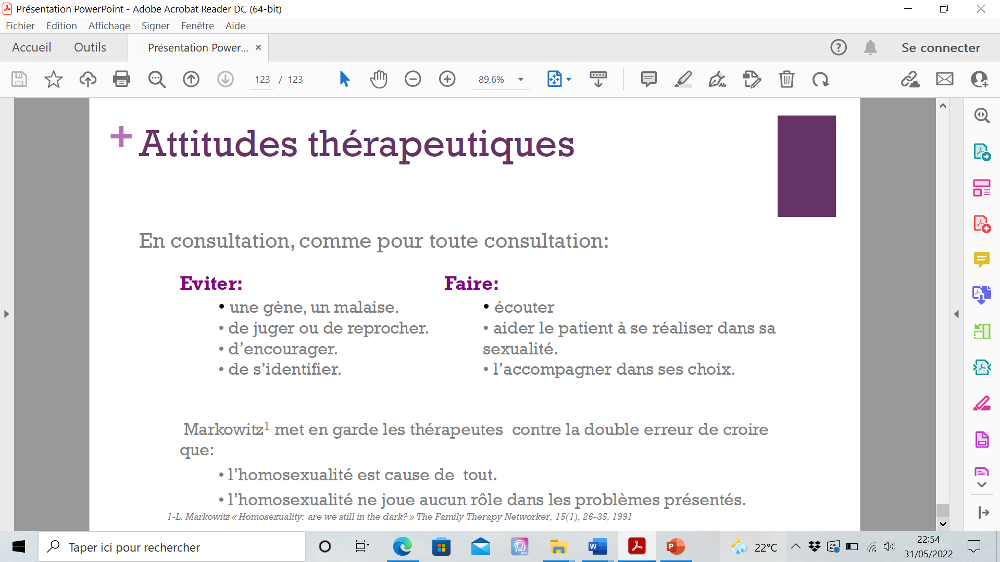 Présentation PowerPoint - Adobe Acrobat Reader DC (64-bit)
Fichier Edition Affichage Signer Fenêtre Aide
Accueil Outils Présentation Power... × Se connecter
123 / 123 89,6%
+ Attitudes thérapeutiques
En consultation, comme pour toute consultation:
Eviter:
• une gène, un malaise.
• de juger ou de reprocher.
• d’encourager.
• de s’identifier.
Faire:
• écouter
• aider le patient à se réaliser dans sa
sexualité.
• l’accompagner dans ses choix.
Markowitz¹ met en garde les thérapeutes contre la double erreur de croire
que:
• l’homosexualité est cause de tout.
• l’homosexualité ne joue aucun rôle dans les problèmes présentés.
1-L. Markowitz « Homosexuality: are we still in the dark? » The Family Therapy Networker, 15(1), 26-35, 1991
Taper ici pour rechercher
22°C
22:54
31/05/2022